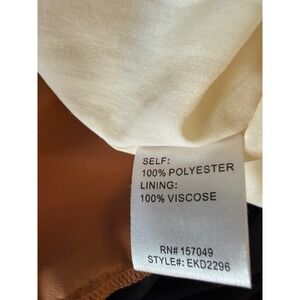 SELF:
100% POLYESTER
LINING:
100% VISCOSE
RN# 157049
STYLE#: EKD2296